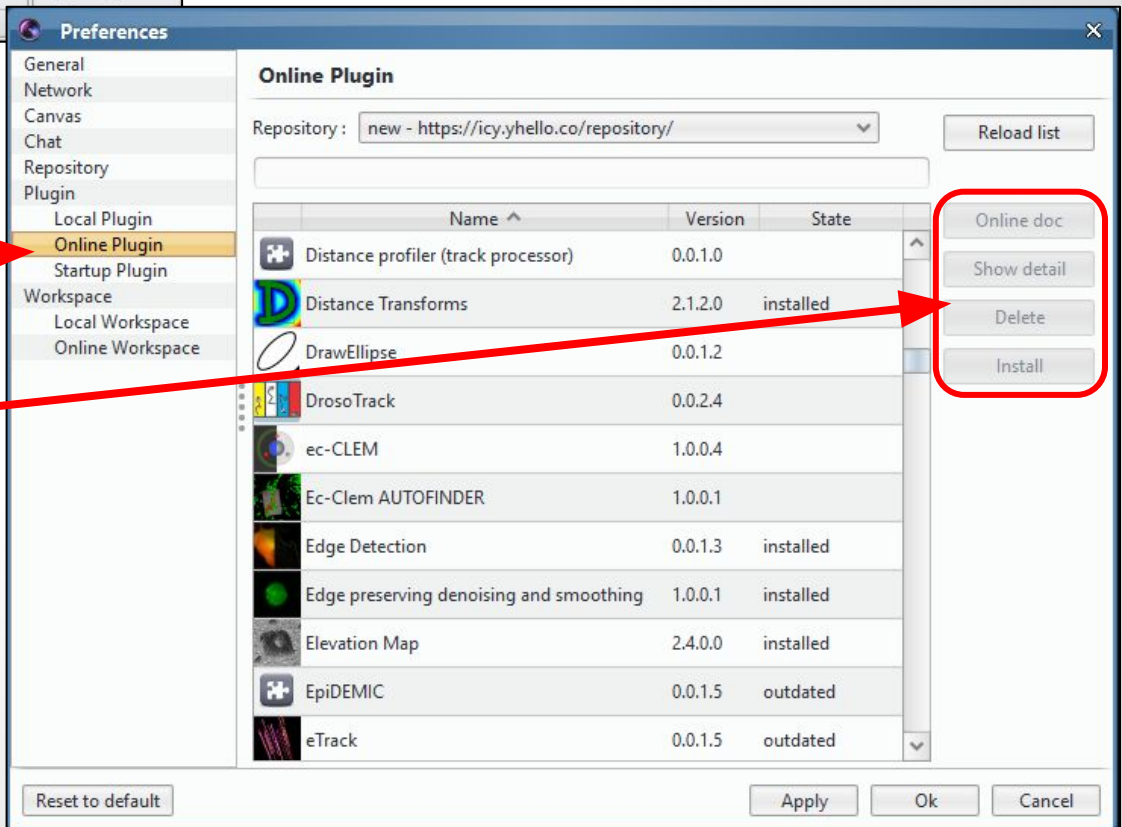 Preferences
General
Network
Canvas
Chat
Repository
Plugin
Local Plugin
Online Plugin
Startup Plugin
Workspace
Local Workspace
Online Workspace
Online Plugin
Repository : new - https://icy.yhello.co/repository/
Reload list
Name Version State
Distance profiler (track processor) 0.0.1.0
Distance Transforms 2.1.2.0 installed
DrawEllipse 0.0.1.2
DrosoTrack 0.0.2.4
ec-CLEM 1.0.0.4
Ec-Clem AUTOFINDER 1.0.0.1
Edge Detection 0.0.1.3 installed
Edge preserving denoising and smoothing 1.0.0.1 installed
Elevation Map 2.4.0.0 installed
EpiDEMIC 0.0.1.5 outdated
eTrack 0.0.1.5 outdated
Online doc
Show detail
Delete
Install
Reset to default
Apply
Ok
Cancel